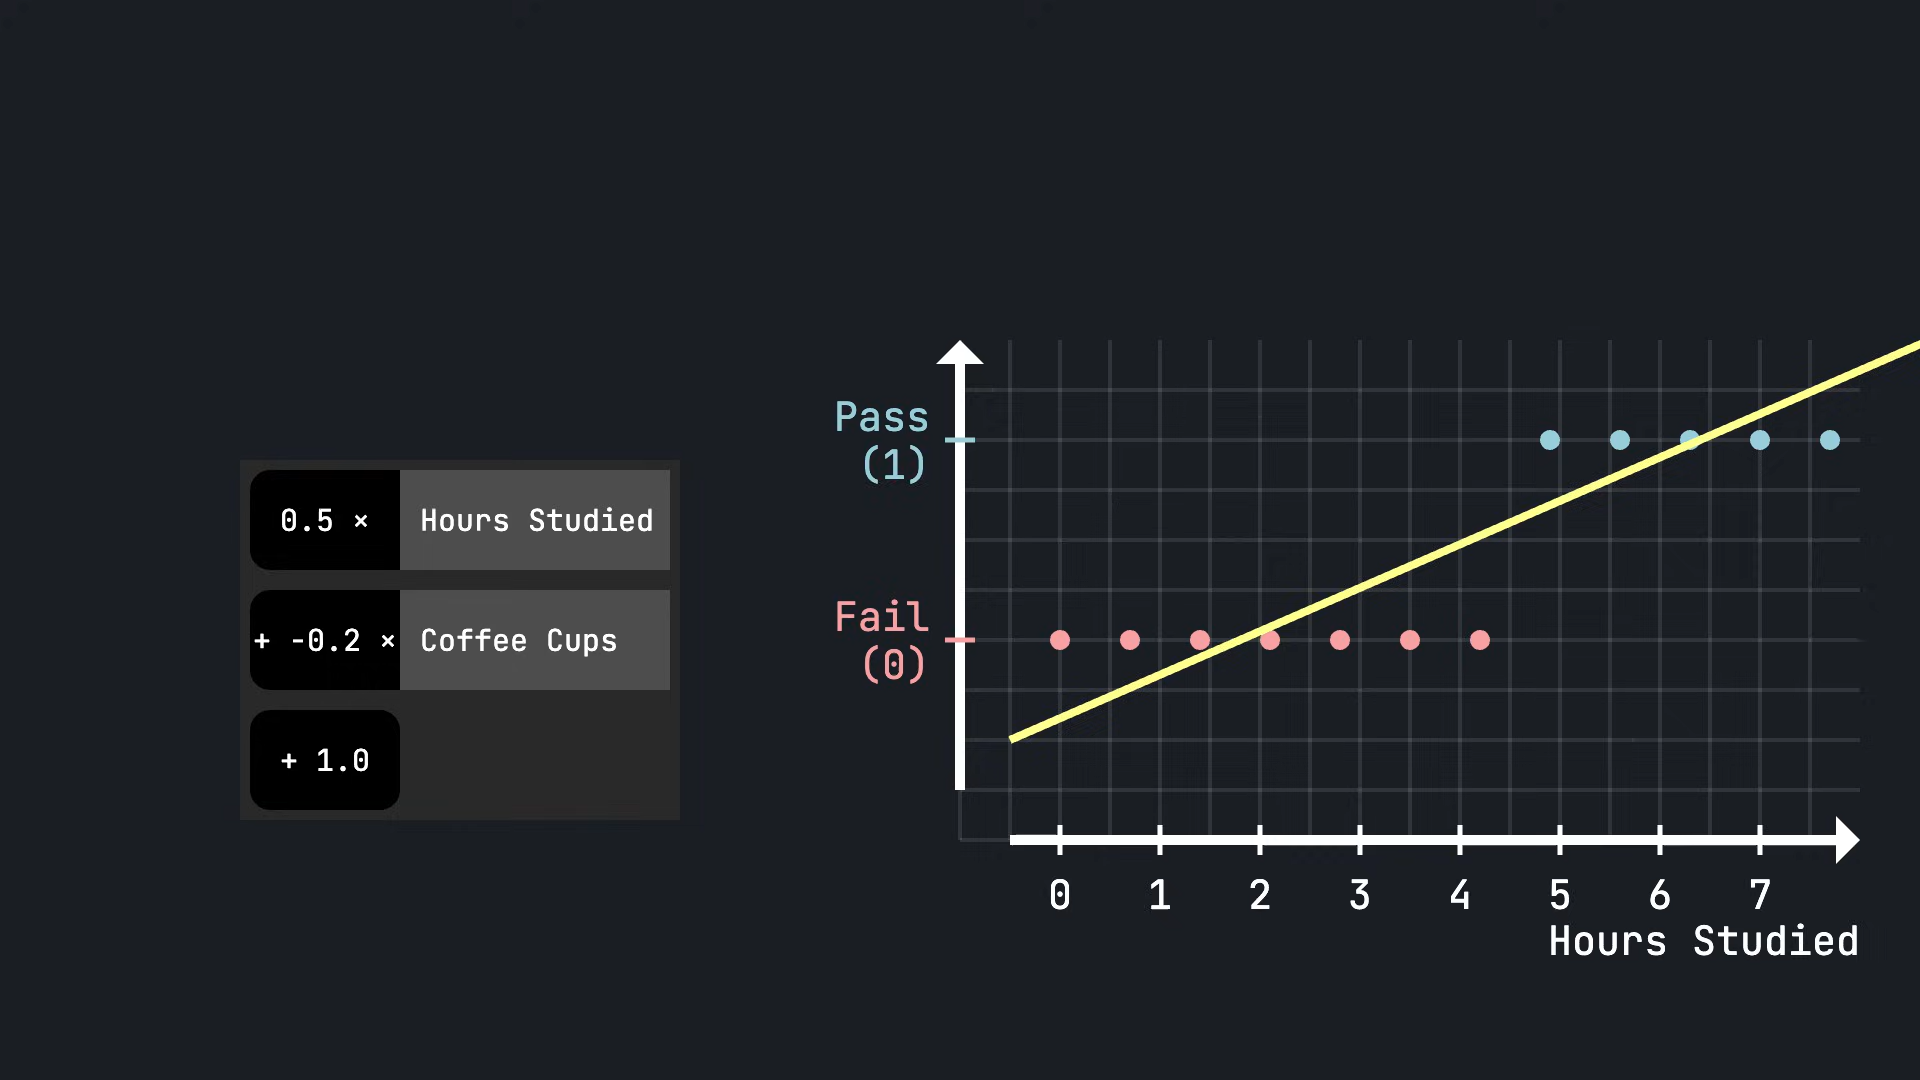 0.5 × Hours Studied
+ -0.2 × Coffee Cups
+ 1.0
Pass
(1)
Fail
(0)
0 1 2 3 4 5 6 7
Hours Studied